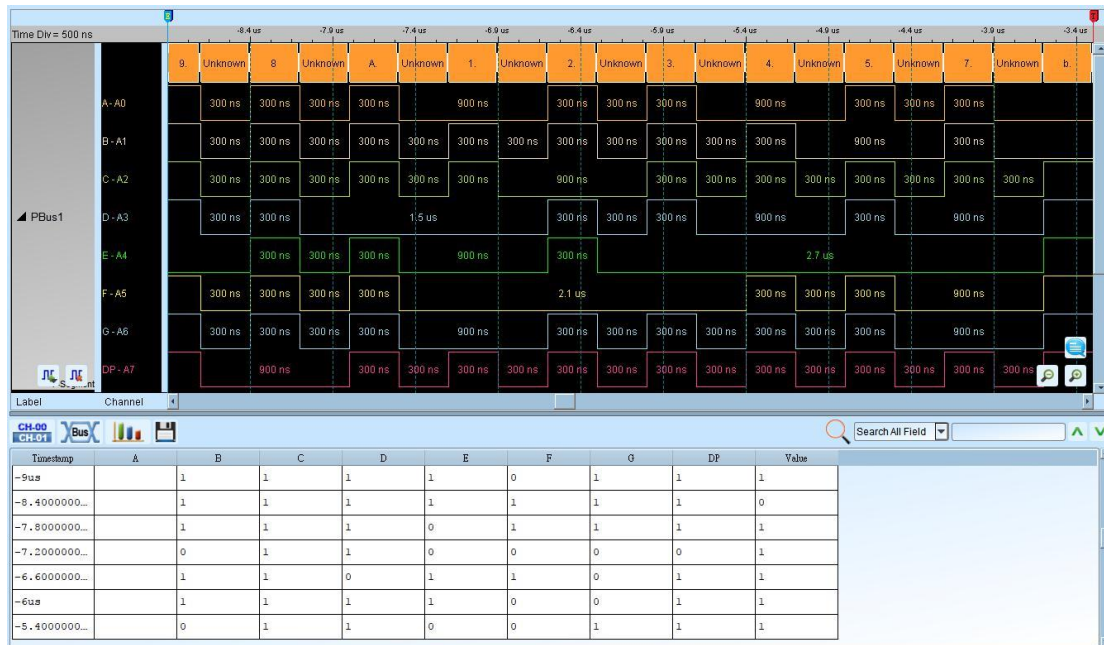 Time Div = 500 ns
-8.4 us -7.9 us -7.4 us -6.9 us -6.4 us -5.9 us -5.4 us -4.9 us -4.4 us -3.9 us -3.4 us
9. Unknown 8 Unknown A. Unknown 1. Unknown 2. Unknown 3. Unknown 4. Unknown 5. Unknown 7. Unknown b.
A - A0 300 ns 300 ns 300 ns 300 ns 900 ns 300 ns 300 ns 300 ns 900 ns 300 ns 300 ns 300 ns
B - A1 300 ns 300 ns 300 ns 300 ns 300 ns 300 ns 300 ns 300 ns 300 ns 300 ns 300 ns 300 ns 900 ns 300 ns
C - A2 300 ns 300 ns 300 ns 300 ns 300 ns 300 ns 900 ns 300 ns 300 ns 300 ns 300 ns 300 ns 300 ns 300 ns 300 ns
PBus1 D - A3 300 ns 300 ns 1.5 us 300 ns 300 ns 300 ns 900 ns 300 ns 900 ns
E - A4 300 ns 300 ns 300 ns 900 ns 300 ns 2.7 us
F - A5 300 ns 300 ns 300 ns 300 ns 2.1 us 300 ns 300 ns 300 ns 900 ns
G - A6 300 ns 300 ns 300 ns 300 ns 900 ns 300 ns 300 ns 300 ns 300 ns 300 ns 300 ns 300 ns 900 ns
DP - A7 900 ns 300 ns 300 ns 300 ns 300 ns 300 ns 300 ns 300 ns 300 ns 300 ns 300 ns 300 ns 300 ns 300 ns 300 ns
Label Channel
CH-00
CH-01 Bus Search All Field
Timestamp A B C D E F G DP Value
-9us 1 1 1 1 0 1 1 1
-8.4000000... 1 1 1 1 1 1 1 0
-7.8000000... 1 1 1 0 1 1 1 1
-7.2000000... 0 1 1 0 0 0 0 1
-6.6000000... 1 1 0 1 1 0 1 1
-6us 1 1 1 1 0 0 1 1
-5.4000000... 0 1 1 0 0 1 1 1